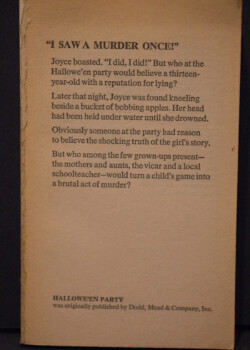 "I SAW A MURDER ONCE!"
Joyce boasted. "I did, I did!" But who at the
Hallowe'en party would believe a thirteen-
year-old with a reputation for lying?
Later that night, Joyce was found kneeling
beside a bucket of bobbing apples. Her head
had been held under water until she drowned.
Obviously someone at the party had reason
to believe the shocking truth of the girl's story.
But who among the few grown-ups present—
the mothers and aunts, the vicar and a local
schoolteacher—would turn a child's game into
a brutal act of murder?
HALLOWE'EN PARTY
was originally published by Dodd, Mead & Company, Inc.